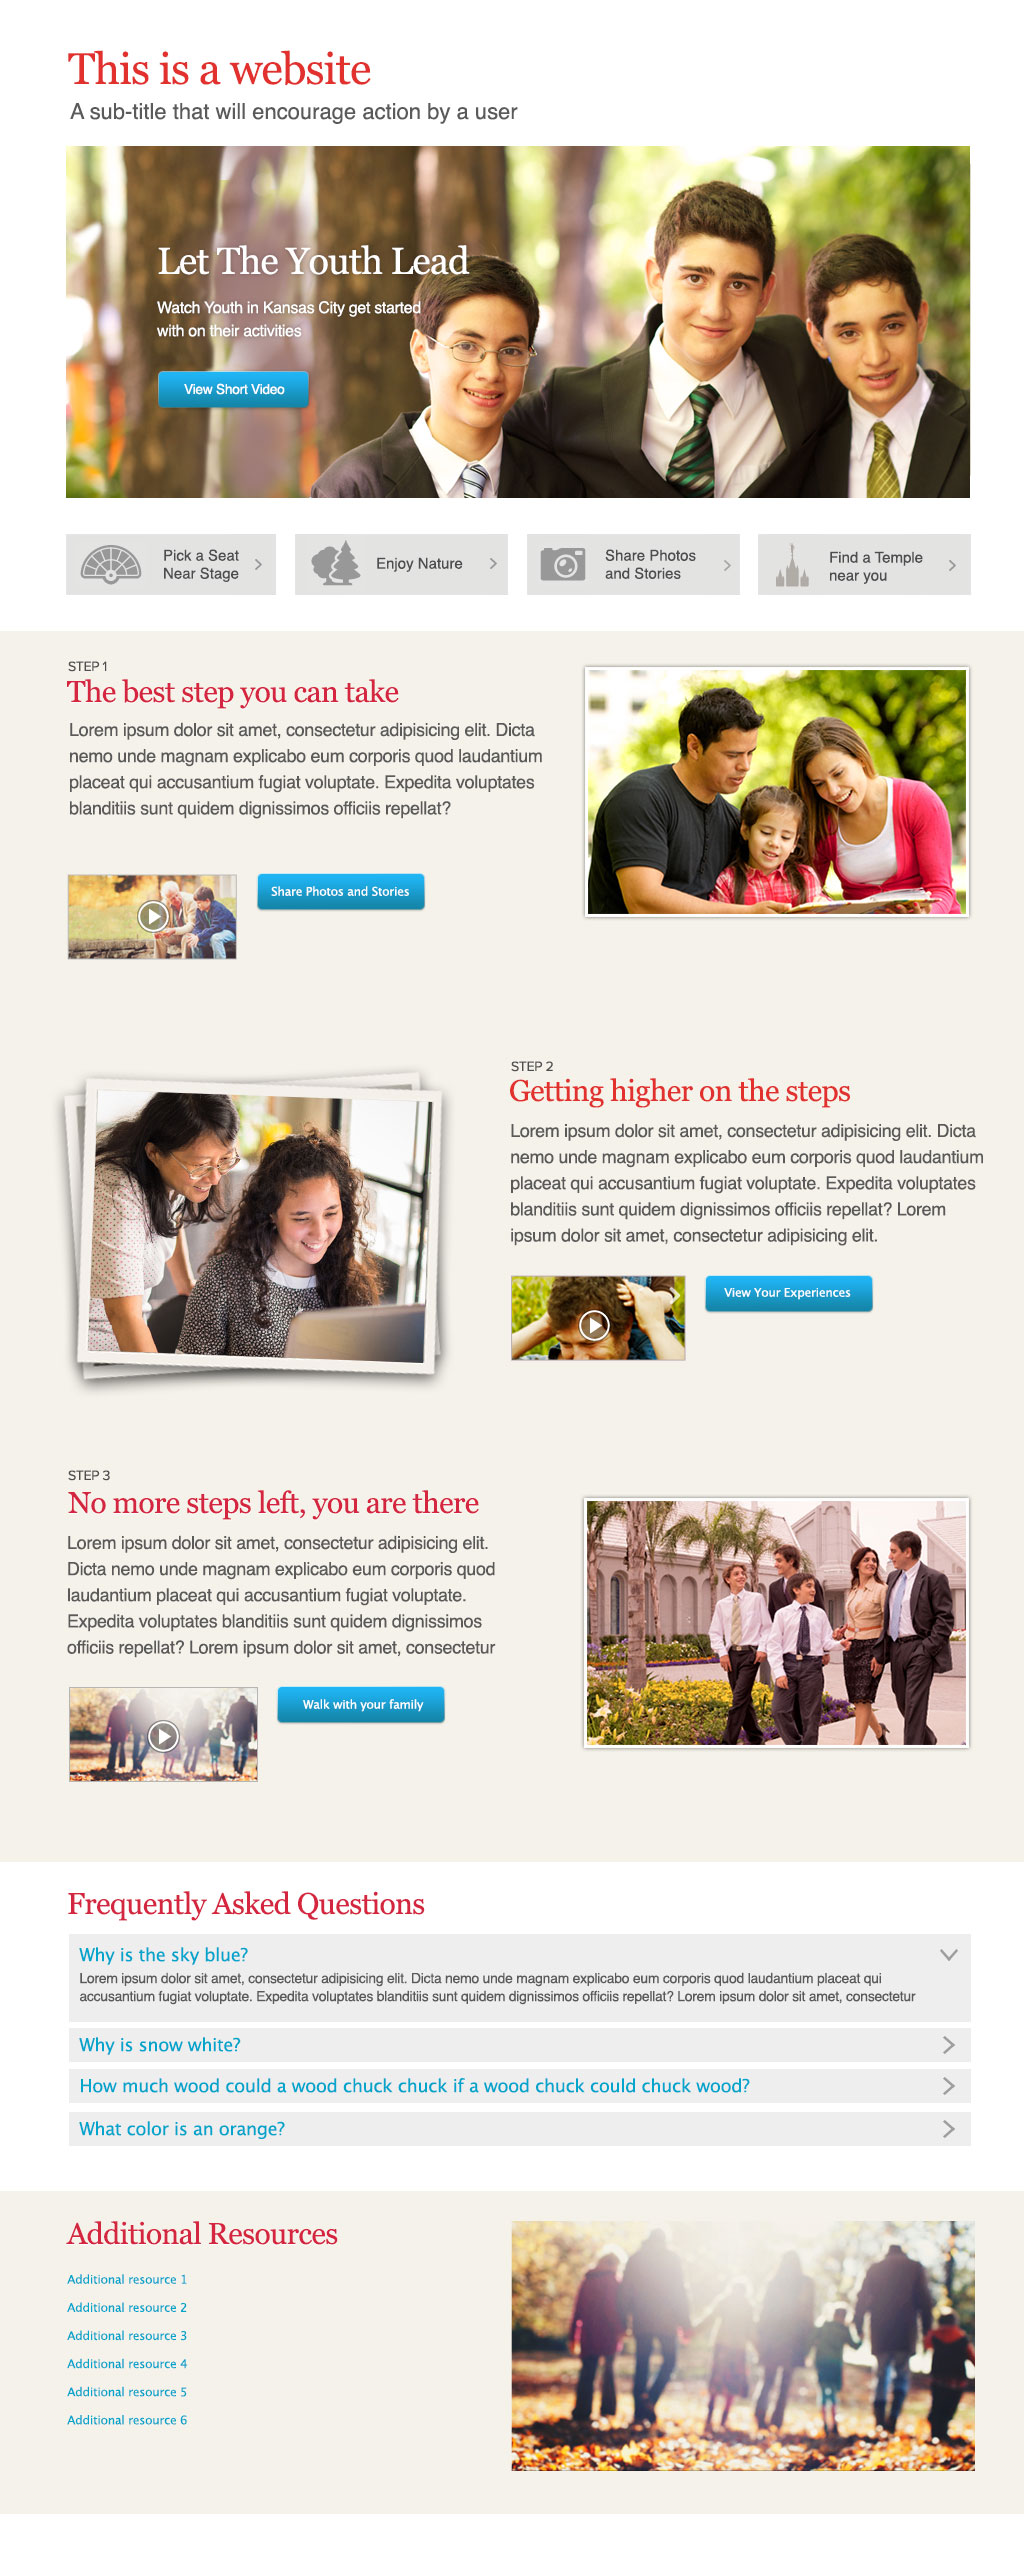 This is a website
A sub-title that will encourage action by a user
Let The Youth Lead
Watch Youth in Kansas City get started
with on their activities
View Short Video
Pick a Seat
Near Stage
Enjoy Nature
Share Photos
and Stories
Find a Temple
near you
STEP 1
The best step you can take
Lorem ipsum dolor sit amet, consectetur adipisicing elit. Dicta
nemo unde magnam explicabo eum corporis quod laudantium
placeat qui accusantium fugiat voluptate. Expedita voluptates
blanditiis sunt quidem dignissimos officiis repellat?
Share Photos and Stories
STEP 2
Getting higher on the steps
Lorem ipsum dolor sit amet, consectetur adipisicing elit. Dicta
nemo unde magnam explicabo eum corporis quod laudantium
placeat qui accusantium fugiat voluptate. Expedita voluptates
blanditiis sunt quidem dignissimos officiis repellat? Lorem
ipsum dolor sit amet, consectetur adipisicing elit.
View Your Experiences
STEP 3
No more steps left, you are there
Lorem ipsum dolor sit amet, consectetur adipisicing elit.
Dicta nemo unde magnam explicabo eum corporis quod
laudantium placeat qui accusantium fugiat voluptate.
Expedita voluptates blanditiis sunt quidem dignissimos
officiis repellat? Lorem ipsum dolor sit amet, consectetur
Walk with your family
Frequently Asked Questions
Why is the sky blue?
Lorem ipsum dolor sit amet, consectetur adipisicing elit. Dicta nemo unde magnam explicabo eum corporis quod laudantium placeat qui
accusantium fugiat voluptate. Expedita voluptates blanditiis sunt quidem dignissimos officiis repellat? Lorem ipsum dolor sit amet, consectetur
Why is snow white?
How much wood could a wood chuck chuck if a wood chuck could chuck wood?
What color is an orange?
Additional Resources
Additional resource 1
Additional resource 2
Additional resource 3
Additional resource 4
Additional resource 5
Additional resource 6